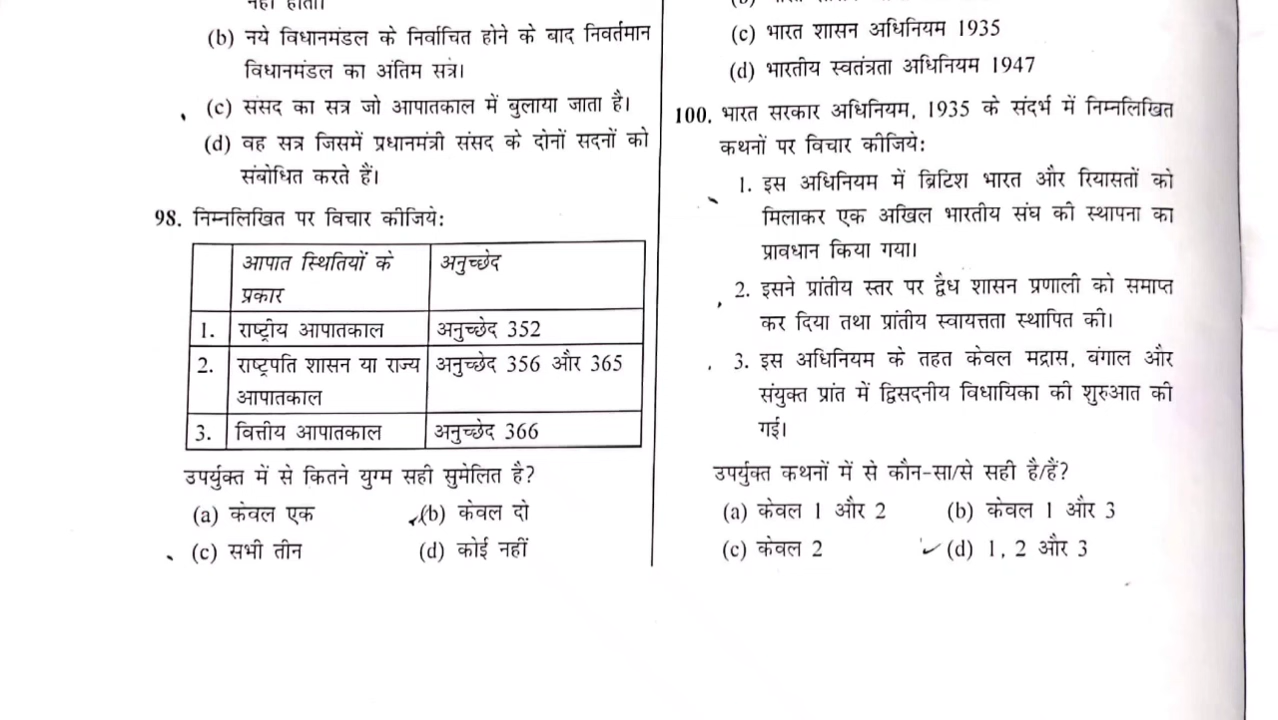 नहीं होता।
(b) नये विधानमंडल के निर्वाचित होने के बाद निवर्तमान
विधानमंडल का अंतिम सत्र।
(c) संसद का सत्र जो आपातकाल में बुलाया जाता है।
(d) वह सत्र जिसमें प्रधानमंत्री संसद के दोनों सदनों को
संबोधित करते हैं।
98. निम्नलिखित पर विचार कीजिये:
आपात स्थितियों के
प्रकार
अनुच्छेद
1. राष्ट्रीय आपातकाल अनुच्छेद 352
2. राष्ट्रपति शासन या राज्य अनुच्छेद 356 और 365
आपातकाल
3. वित्तीय आपातकाल अनुच्छेद 366
उपर्युक्त में से कितने युग्म सही सुमेलित है?
(a) केवल एक (b) केवल दो
(c) सभी तीन (d) कोई नहीं
(c) भारत शासन अधिनियम 1935
(d) भारतीय स्वतंत्रता अधिनियम 1947
100. भारत सरकार अधिनियम, 1935 के संदर्भ में निम्नलिखित
कथनों पर विचार कीजिये:
1. इस अधिनियम में ब्रिटिश भारत और रियासतों को
मिलाकर एक अखिल भारतीय संघ की स्थापना का
प्रावधान किया गया।
2. इसने प्रांतीय स्तर पर द्वैध शासन प्रणाली को समाप्त
कर दिया तथा प्रांतीय स्वायत्तता स्थापित की।
3. इस अधिनियम के तहत केवल मद्रास, बंगाल और
संयुक्त प्रांत में द्विसदनीय विधायिका की शुरुआत की
गई।
उपर्युक्त कथनों में से कौन-सा/से सही है/हैं?
(a) केवल 1 और 2 (b) केवल 1 और 3
(c) केवल 2 (d) 1, 2 और 3